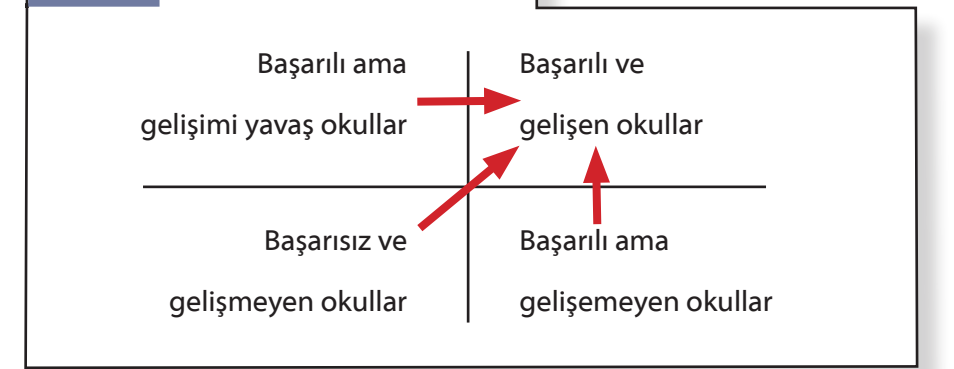 Başarılı ama
gelişimi yavaş okullar
Başarılı ve
gelişen okullar
Başarısız ve
gelişmeyen okullar
Başarılı ama
gelişemeyen okullar